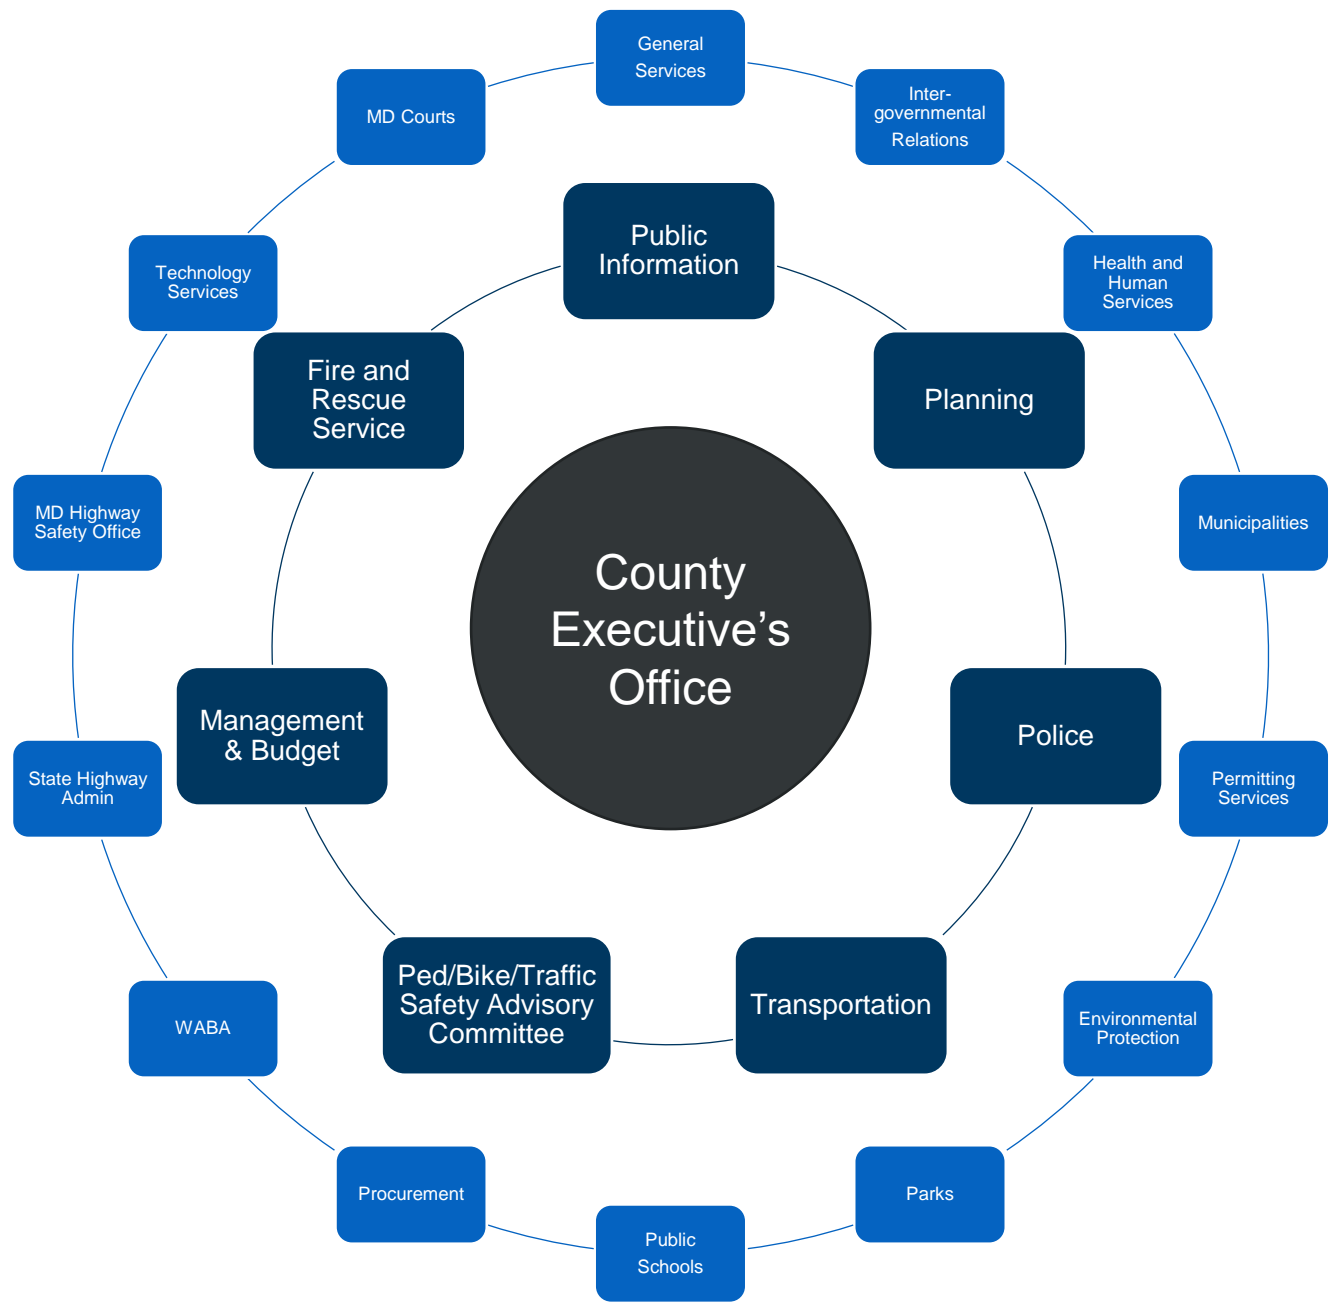 General
Services
Inter-
governmental
Relations
MD Courts
Public
Information
Health and
Human
Services
Technology
Services
Fire and
Rescue
Service
Planning
County
Executive’s
Office
MD Highway
Safety Office
Municipalities
Management
& Budget
Police
State Highway
Admin
Permitting
Services
Ped/Bike/Traffic
Safety Advisory
Committee
Transportation
WABA
Environmental
Protection
Procurement
Parks
Public
Schools